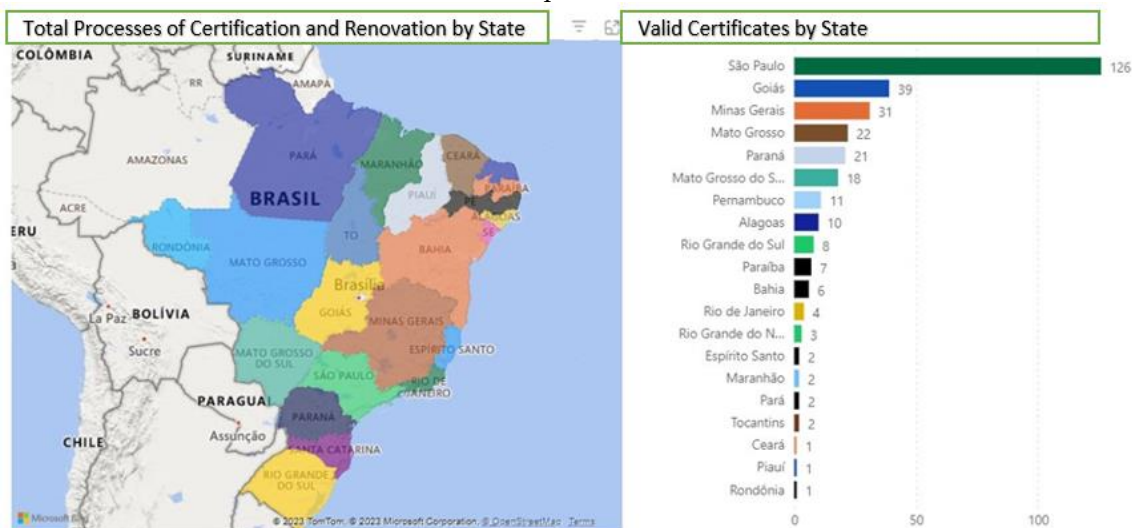 Total Processes of Certification and Renovation by State
Valid Certificates by State
COLÔMBIA
SURINAME
RR
AMAPÁ
AMAZONAS
PARÁ
MARANHÃO
CEARÁ
PARAÍBA
PIAUÍ
PE
ALAGOAS
SE
BRASIL
ACRE
RONDÔNIA
TO
BAHIA
MATO GROSSO
Brasília
GOIÁS
MINAS GERAIS
BOLÍVIA
La Paz
Sucre
MATO GROSSO
DO SUL
ESPÍRITO SANTO
SÃO PAULO
RIO DE
JANEIRO
PARAGUAI
PARANÁ
Assunção
CHILE
SANTA CATARINA
RIO GRANDE
DO SUL
© 2023 TomTom, © 2023 Microsoft Corporation, © OpenStreetMap Terms
São Paulo 126
Goiás 39
Minas Gerais 31
Mato Grosso 22
Paraná 21
Mato Grosso do S... 18
Pernambuco 11
Alagoas 10
Rio Grande do Sul 8
Paraíba 7
Bahia 6
Rio de Janeiro 4
Rio Grande do N... 3
Espírito Santo 2
Maranhão 2
Pará 2
Tocantins 2
Ceará 1
Piauí 1
Rondônia 1
0 50 100